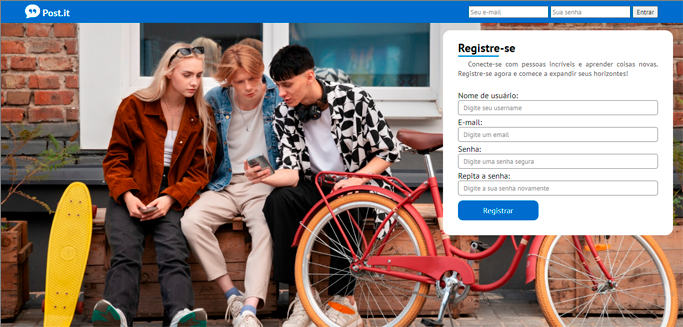 Post.it
Seu e-mail
Sua senha
Entrar
Registre-se
Conecte-se com pessoas incríveis e aprender coisas novas.
Registre-se agora e comece a expandir seus horizontes!
Nome de usuário:
Digite seu username
E-mail:
Digite um email
Senha:
Digite uma senha segura
Repita a senha:
Digite a sua senha novamente
Registrar